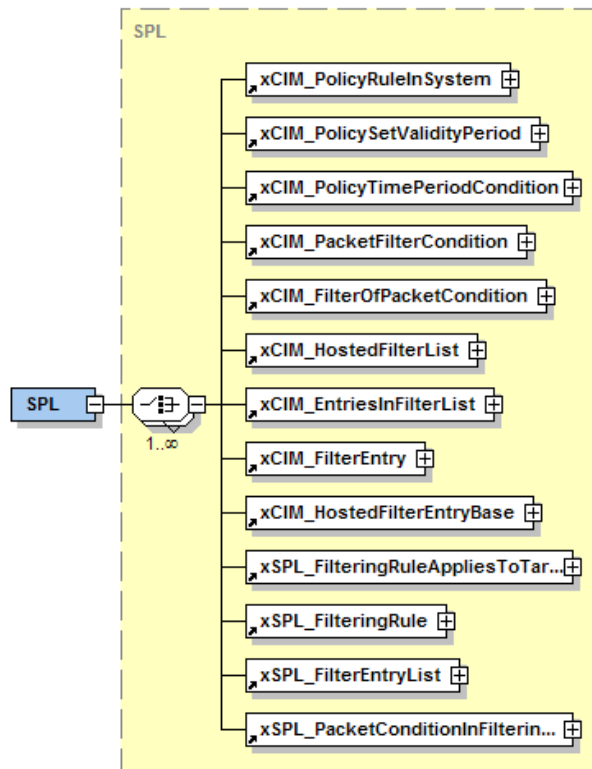 SPL
xCIM_PolicyRuleInSystem
xCIM_PolicySetValidityPeriod
xCIM_PolicyTimePeriodCondition
xCIM_PacketFilterCondition
xCIM_FilterOfPacketCondition
xCIM_HostedFilterList
SPL
xCIM_EntriesInFilterList
1..∞
xCIM_FilterEntry
xCIM_HostedFilterEntryBase
xSPL_FilteringRuleAppliesToTar...
xSPL_FilteringRule
xSPL_FilterEntryList
xSPL_PacketConditionInFilterin...